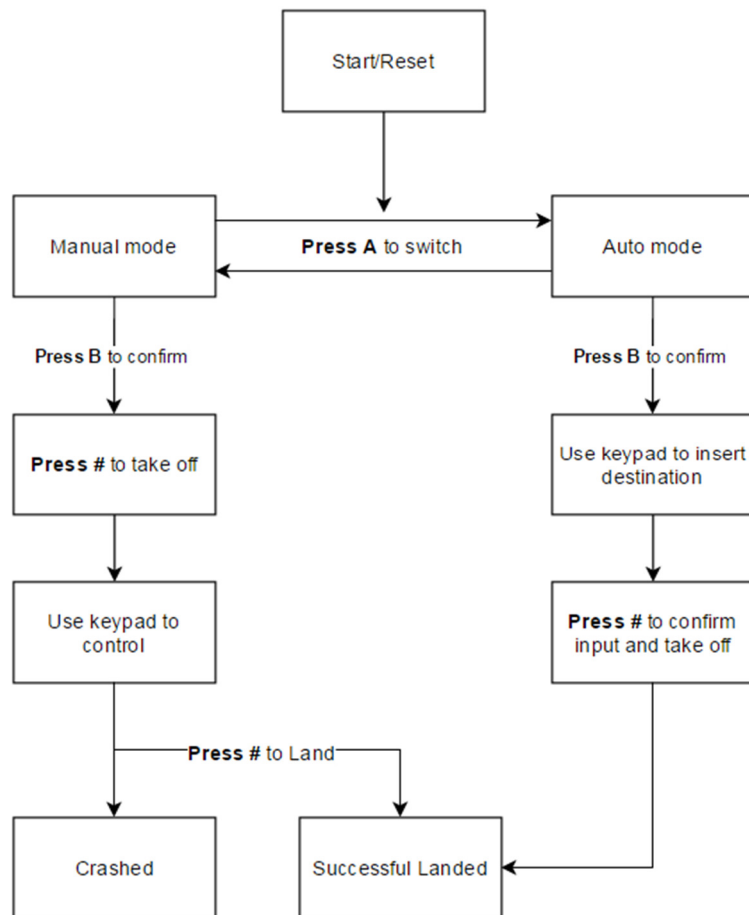 Start/Reset
Manual mode
Press A to switch
Auto mode
Press B to confirm
Press B to confirm
Press # to take off
Use keypad to insert
destination
Use keypad to
control
Press # to confirm
input and take off
Press # to Land
Crashed
Successful Landed